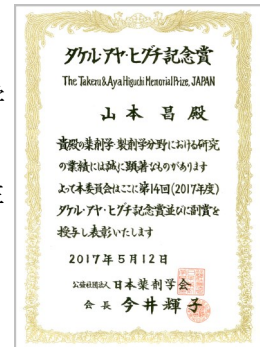 タケル・アヤ・ヒグチ記念賞
The Takeru & Aya Higuchi Memorial Prize, JAPAN
山本 昌 殿
貴殿の薬剤学・製剤学分野における研究
の業績には誠に顕著なものがあります
よって本委員会はここに第14回(2017年度)
タケル・アヤ・ヒグチ記念賞並びに副賞を
授与し表彰いたします
2017年5月12日
公益社団法人 日本薬剤学会
会長 今井輝子